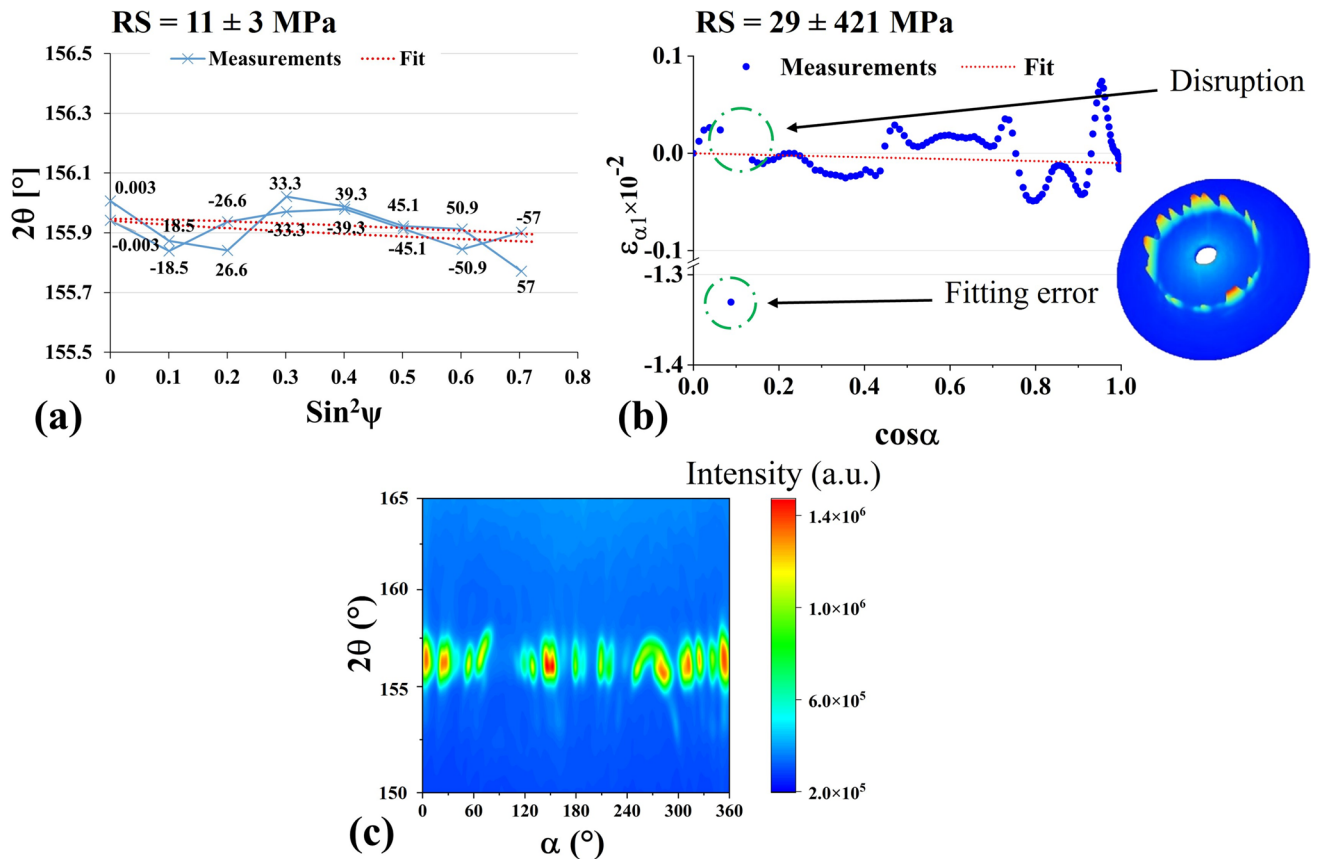 RS = 11 ± 3 MPa
156.5
156.3
156.1
155.9
155.7
155.5
2θ [°]
Measurements
Fit
0.003
-0.003
18.5
-18.5
-26.6
26.6
33.3
-33.3
39.3
-39.3
45.1
-45.1
50.9
-50.9
-57
57
0 0.1 0.2 0.3 0.4 0.5 0.6 0.7 0.8
Sin²ψ
(a)
RS = 29 ± 421 MPa
0.1
0.0
-0.1
-1.3
-1.4
εα1×10⁻²
Measurements
Fit
Disruption
Fitting error
0.0 0.2 0.4 0.6 0.8 1.0
cosα
(b)
Intensity (a.u.)
165
160
155
150
2θ (°)
0 60 120 180 240 300 360
α (°)
1.4×10⁶
1.0×10⁶
6.0×10⁵
2.0×10⁵
(c)